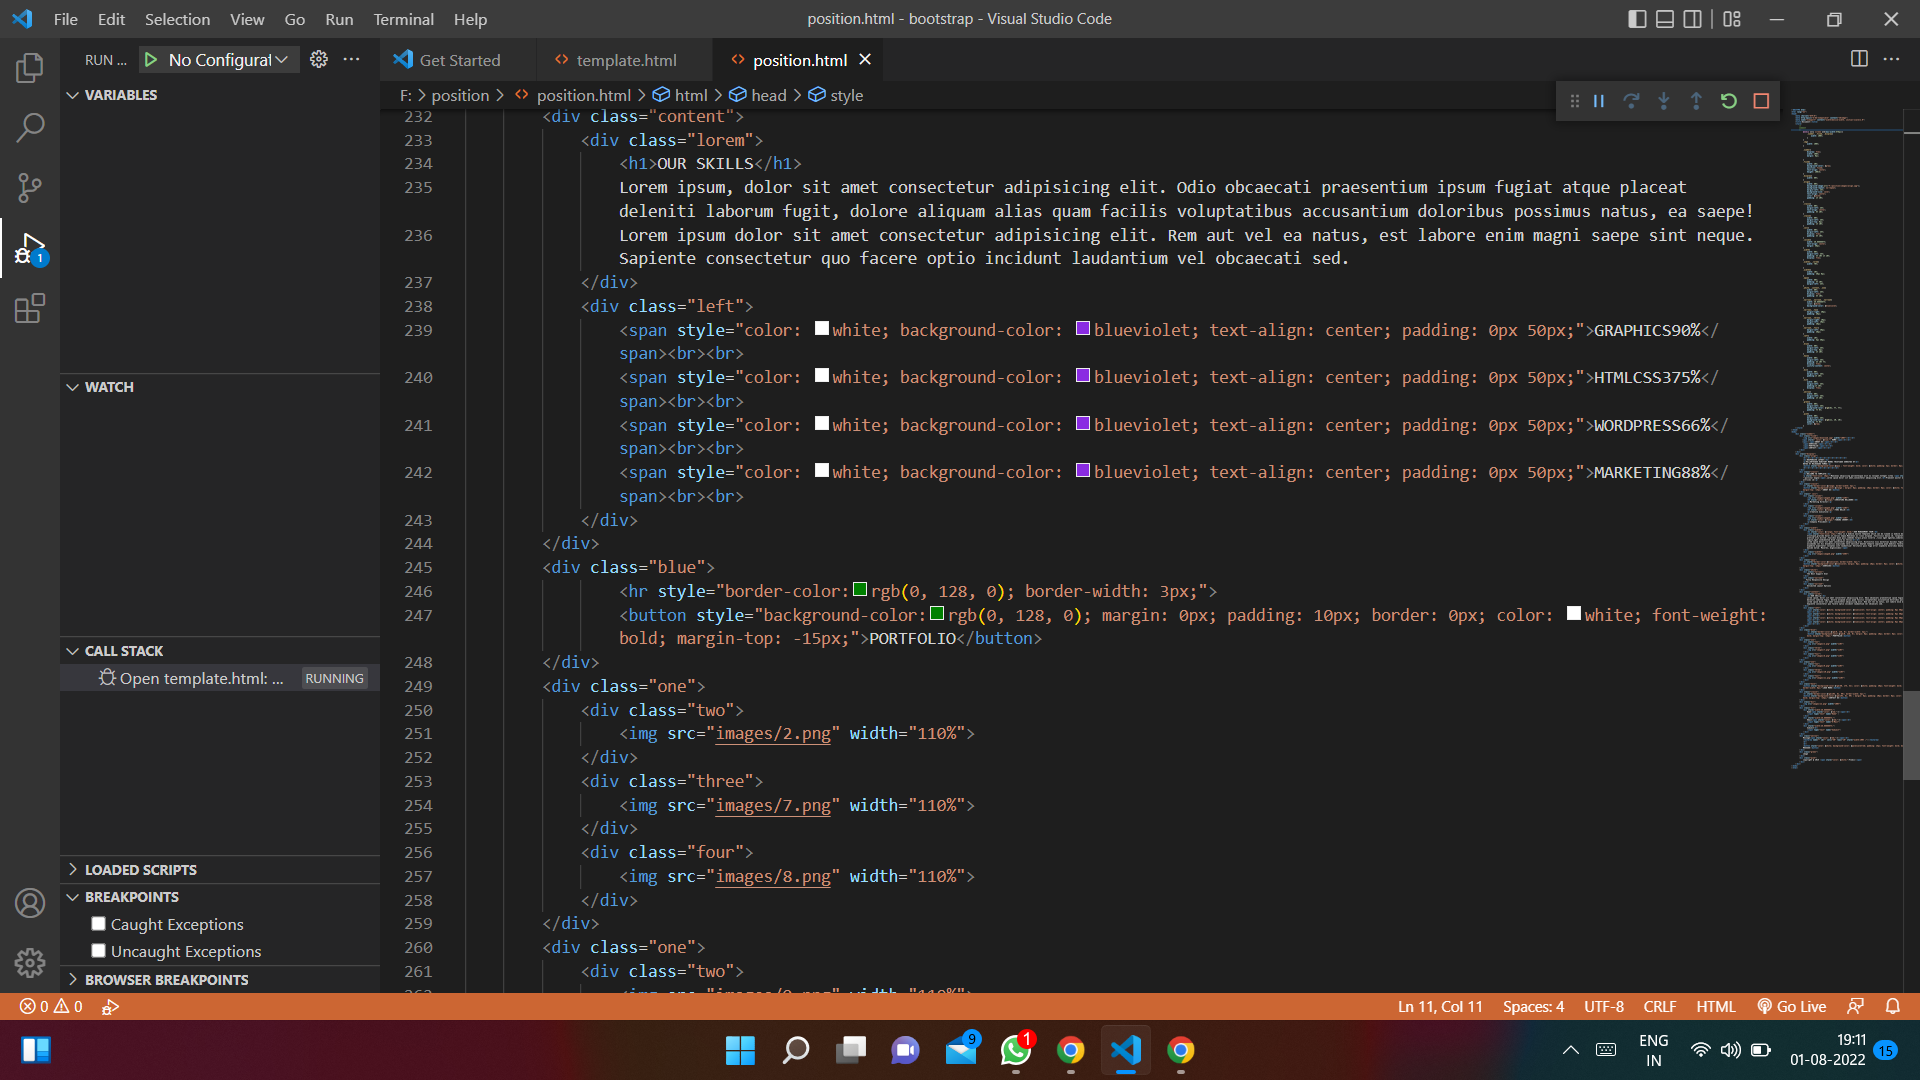 File Edit Selection View Go Run Terminal Help
position.html - bootstrap - Visual Studio Code
RUN ...
No Configurat
Get Started
template.html
position.html
F: > position > position.html > html > head > style
VARIABLES
WATCH
CALL STACK
Open template.html: ...
RUNNING
LOADED SCRIPTS
BREAKPOINTS
Caught Exceptions
Uncaught Exceptions
BROWSER BREAKPOINTS
1
232 <div class="content">
233 <div class="lorem">
234 <h1>OUR SKILLS</h1>
235 Lorem ipsum, dolor sit amet consectetur adipisicing elit. Odio obcaecati praesentium ipsum fugiat atque placeat
deleniti laborum fugit, dolore aliquam alias quam facilis voluptatibus accusantium doloribus possimus natus, ea saepe!
236 Lorem ipsum dolor sit amet consectetur adipisicing elit. Rem aut vel ea natus, est labore enim magni saepe sint neque.
Sapiente consectetur quo facere optio incidunt laudantium vel obcaecati sed.
237 </div>
238 <div class="left">
239 <span style="color: white; background-color: blueviolet; text-align: center; padding: 0px 50px;">GRAPHICS90%</
span><br><br>
240 <span style="color: white; background-color: blueviolet; text-align: center; padding: 0px 50px;">HTMLCSS375%</
span><br><br>
241 <span style="color: white; background-color: blueviolet; text-align: center; padding: 0px 50px;">WORDPRESS66%</
span><br><br>
242 <span style="color: white; background-color: blueviolet; text-align: center; padding: 0px 50px;">MARKETING88%</
span><br><br>
243 </div>
244 </div>
245 <div class="blue">
246 <hr style="border-color:rgb(0, 128, 0); border-width: 3px;">
247 <button style="background-color:rgb(0, 128, 0); margin: 0px; padding: 10px; border: 0px; color: white; font-weight:
bold; margin-top: -15px;">PORTFOLIO</button>
248 </div>
249 <div class="one">
250 <div class="two">
251 <img src="images/2.png" width="110%">
252 </div>
253 <div class="three">
254 <img src="images/7.png" width="110%">
255 </div>
256 <div class="four">
257 <img src="images/8.png" width="110%">
258 </div>
259 </div>
260 <div class="one">
261 <div class="two">
0 0
Ln 11, Col 11 Spaces: 4 UTF-8 CRLF HTML Go Live
9
1
ENG
IN
19:11
01-08-2022
15